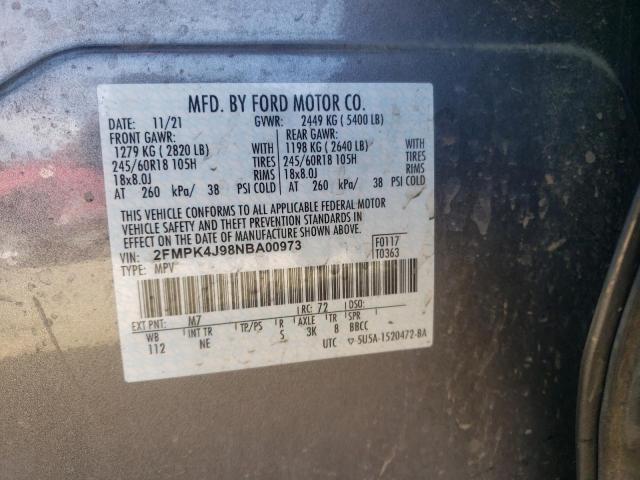 MFD. BY FORD MOTOR CO.
DATE: 11/21 GVWR: 2449 KG (5400 LB)
FRONT GAWR: REAR GAWR:
1279 KG (2820 LB) WITH 1198 KG (2640 LB) WITH
245/60R18 105H TIRES 245/60R18 105H TIRES
18x8.0J RIMS 18x8.0J RIMS
AT 260 kPa/ 38 PSI COLD AT 260 kPa/ 38 PSI COLD
THIS VEHICLE CONFORMS TO ALL APPLICABLE FEDERAL MOTOR
VEHICLE SAFETY AND THEFT PREVENTION STANDARDS IN
EFFECT ON THE DATE OF MANUFACTURE SHOWN ABOVE.
VIN: 2FMPK4J98NBA00973 F0117
TYPE: MPV T0363
EXT PNT: M7 RC: 72 DSO:
WB INT TR TP/PS R AXLE TR SPR
112 NE 5 3K 8 BBCC
UTC ▽ 5U5A-1520472-BA